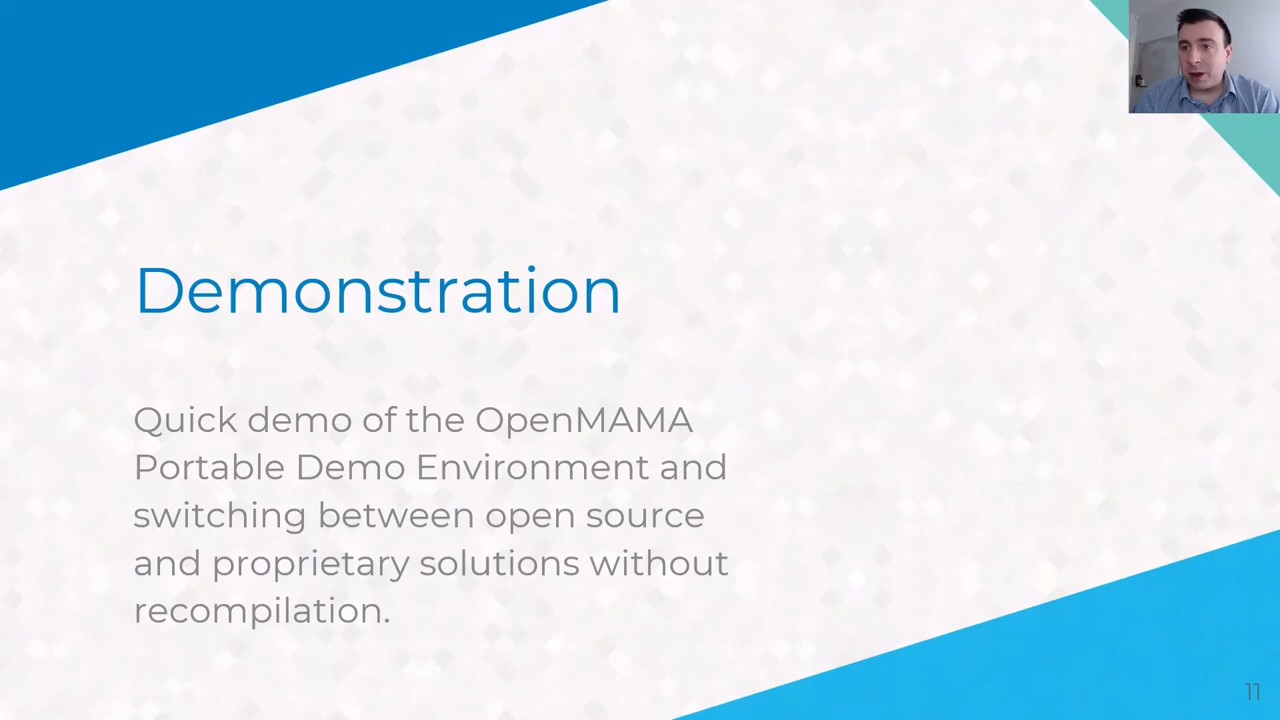 Demonstration
Quick demo of the OpenMAMA
Portable Demo Environment and
switching between open source
and proprietary solutions without
recompilation.
11